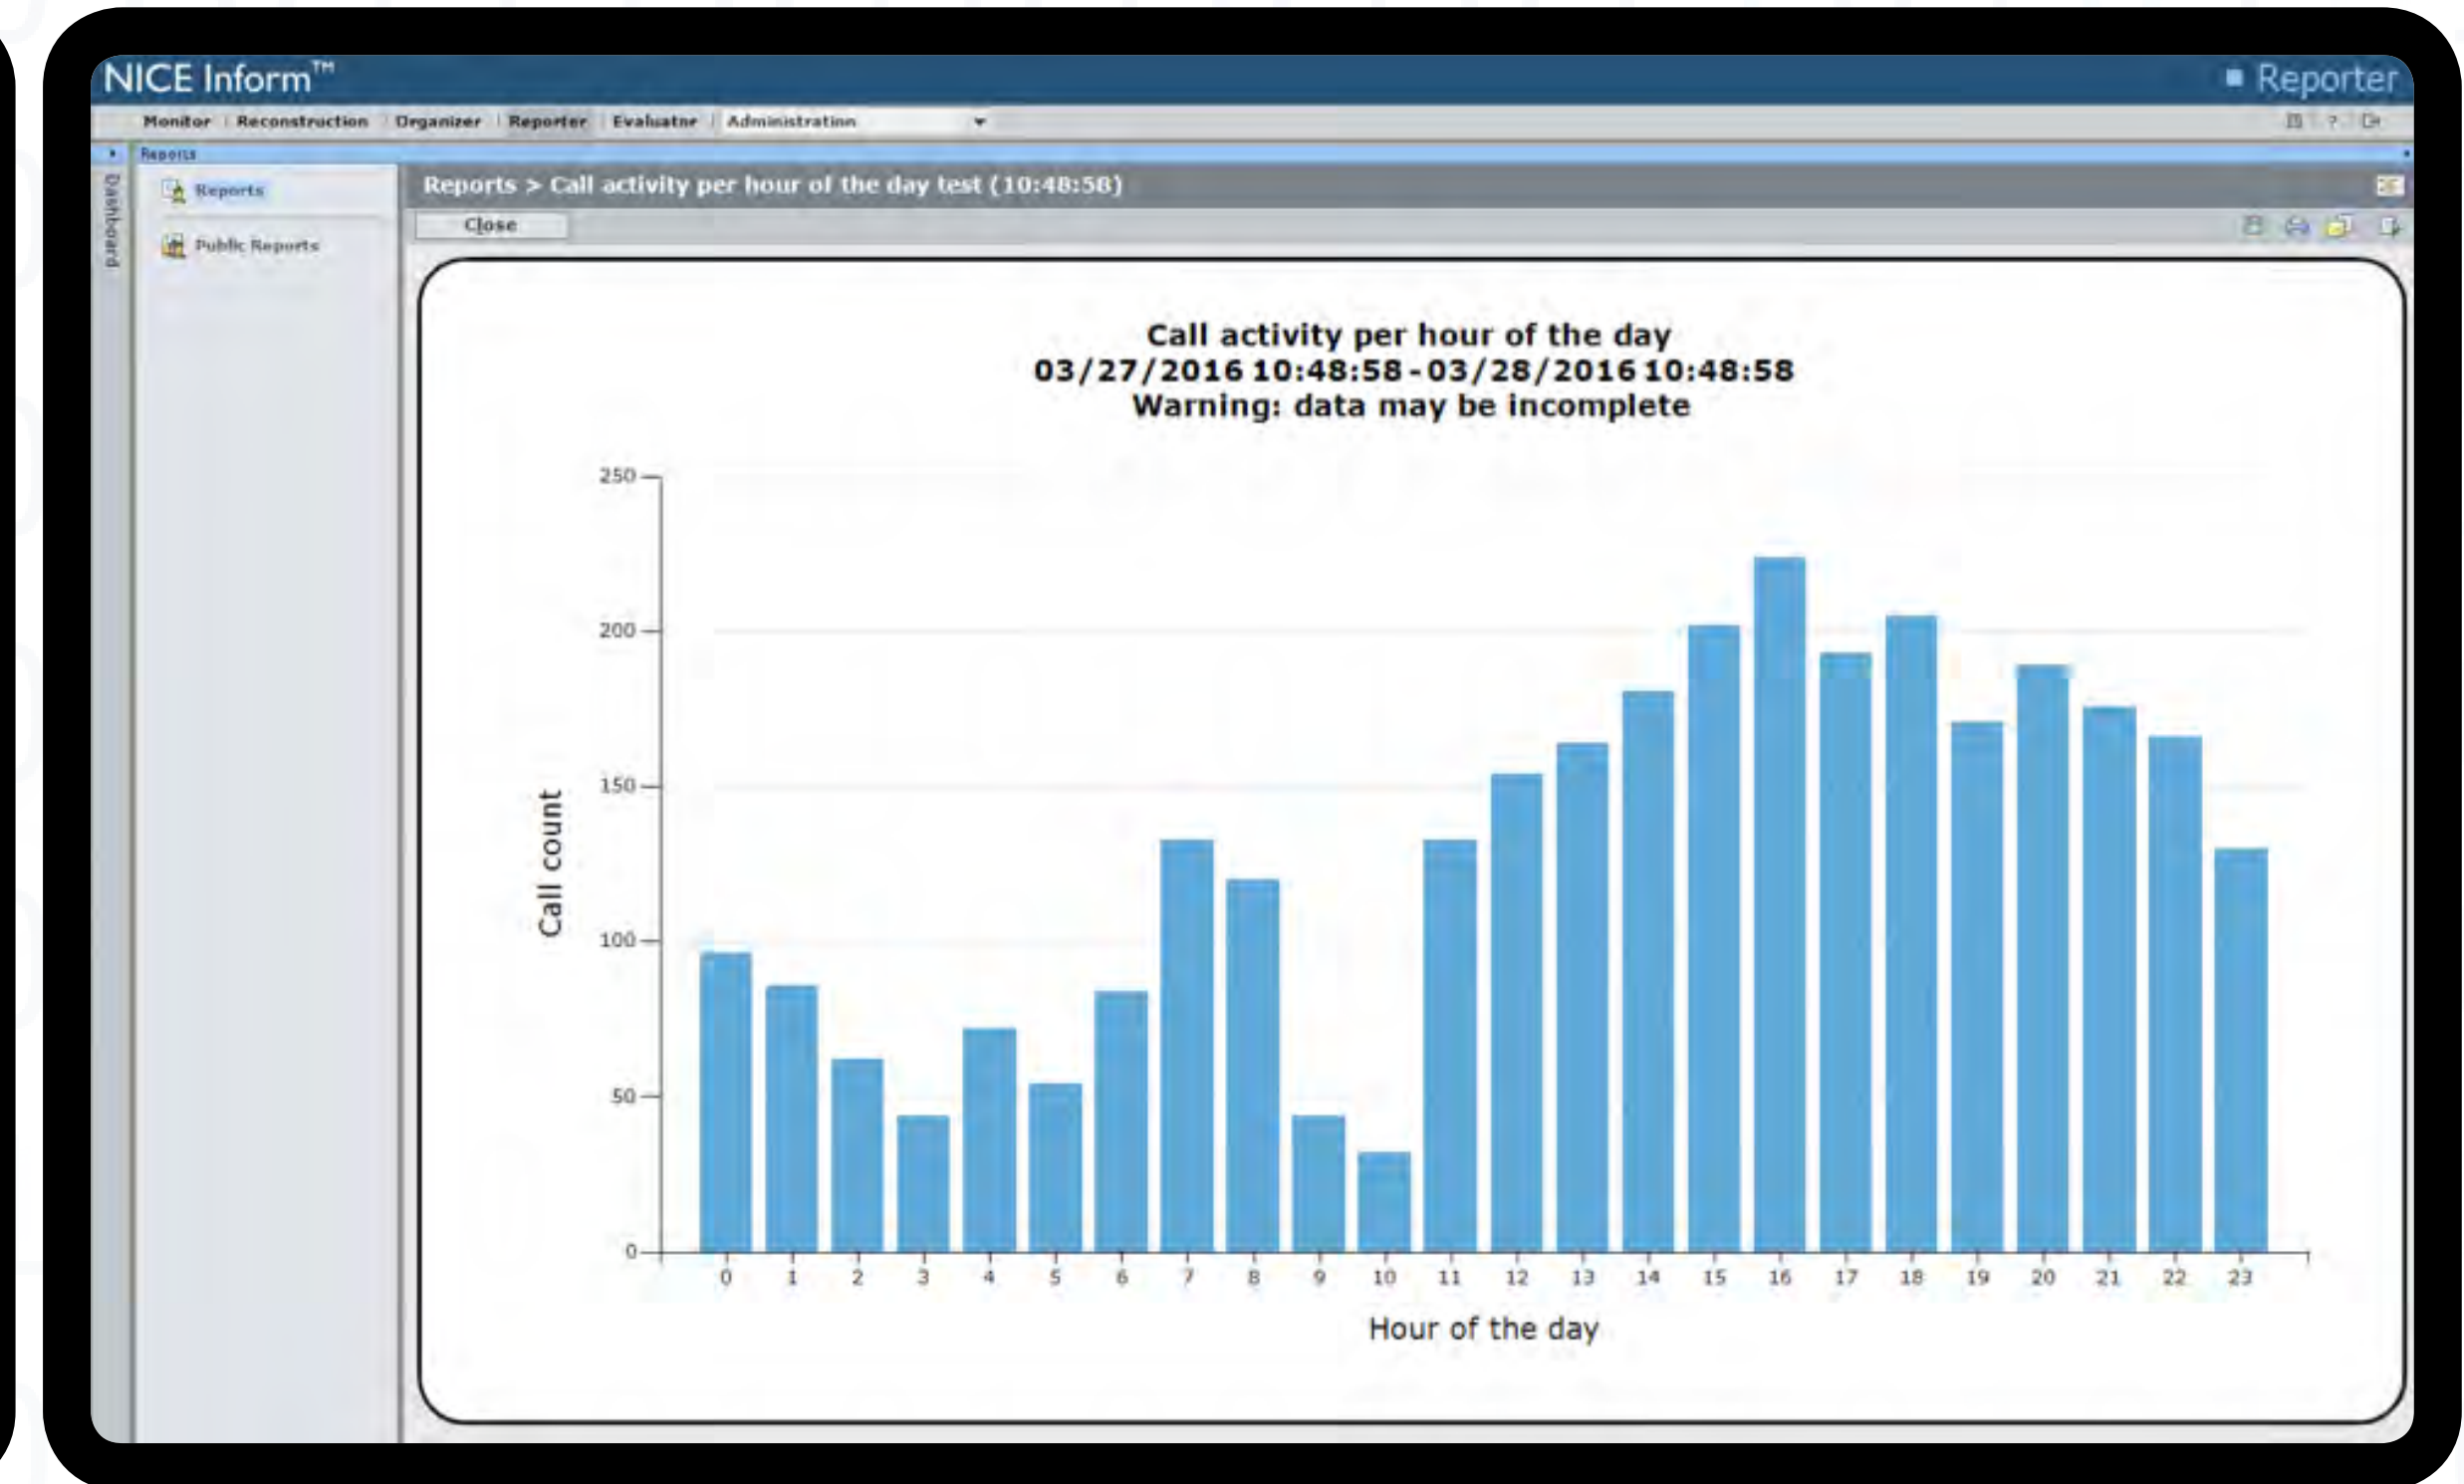 NICE Inform™
Reporter
Monitor Reconstruction Organizer Reporter Evaluator Administration
?
Reports
Dashboard
Reports
Public Reports
Reports > Call activity per hour of the day test (10:48:58)
Close
Call activity per hour of the day
03/27/2016 10:48:58 - 03/28/2016 10:48:58
Warning: data may be incomplete
Call count
250
200
150
100
50
0
0 1 2 3 4 5 6 7 8 9 10 11 12 13 14 15 16 17 18 19 20 21 22 23
Hour of the day